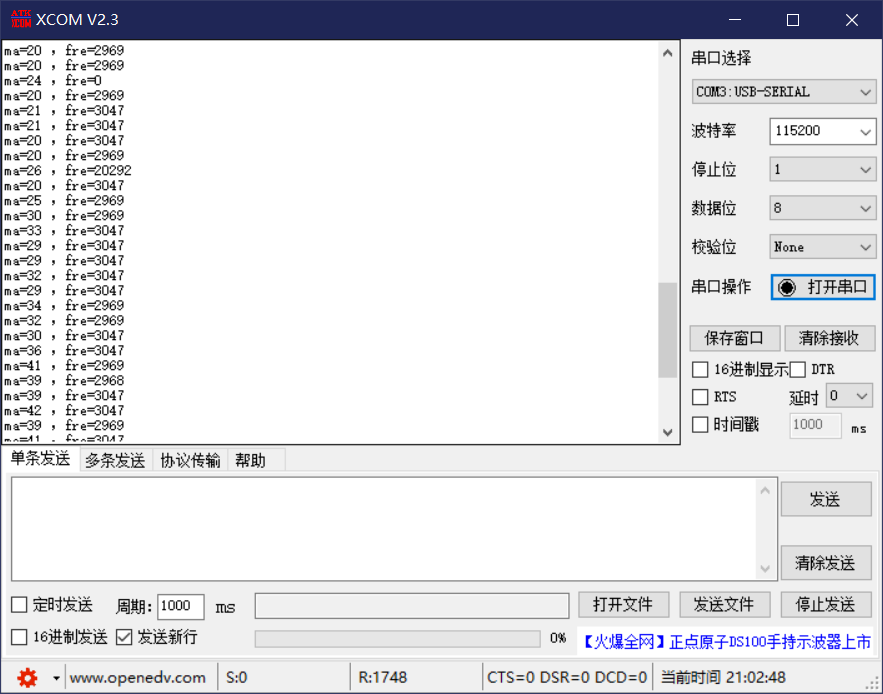 ATK XCOM XCOM V2.3
ma=20 , fre=2969
ma=20 , fre=2969
ma=24 , fre=0
ma=20 , fre=2969
ma=21 , fre=3047
ma=21 , fre=3047
ma=20 , fre=3047
ma=20 , fre=2969
ma=26 , fre=20292
ma=20 , fre=3047
ma=25 , fre=2969
ma=30 , fre=2969
ma=33 , fre=3047
ma=29 , fre=3047
ma=29 , fre=3047
ma=32 , fre=3047
ma=29 , fre=3047
ma=34 , fre=2969
ma=32 , fre=2969
ma=30 , fre=3047
ma=36 , fre=3047
ma=41 , fre=2969
ma=39 , fre=2968
ma=39 , fre=3047
ma=42 , fre=3047
ma=39 , fre=2969
ma=41 , fre=3047
串口选择
COM3:USB-SERIAL
波特率 115200
停止位 1
数据位 8
校验位 None
串口操作 打开串口
保存窗口 清除接收
16进制显示 DTR
RTS 延时 0
时间戳 1000 ms
单条发送 多条发送 协议传输 帮助
发送
清除发送
定时发送 周期: 1000 ms 打开文件 发送文件 停止发送
16进制发送 发送新行 0% 【火爆全网】正点原子DS100手持示波器上市
www.openedv.com S:0 R:1748 CTS=0 DSR=0 DCD=0 当前时间 21:02:48